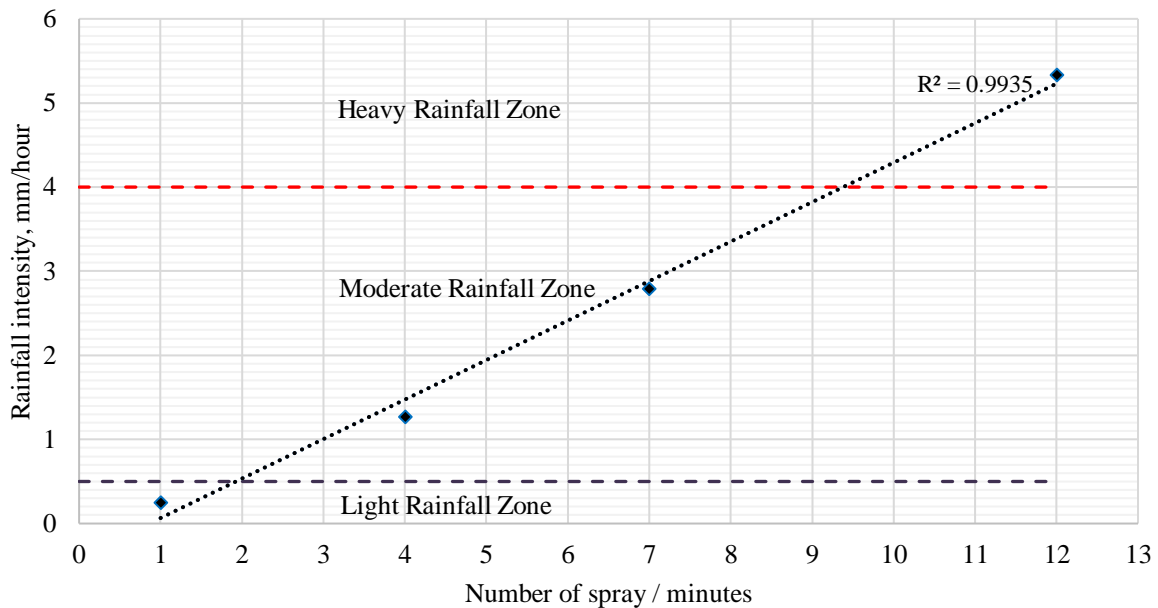 6
R² = 0.9935
5
Heavy Rainfall Zone
4
Rainfall intensity, mm/hour
3
Moderate Rainfall Zone
2
1
Light Rainfall Zone
0
0 1 2 3 4 5 6 7 8 9 10 11 12 13
Number of spray / minutes